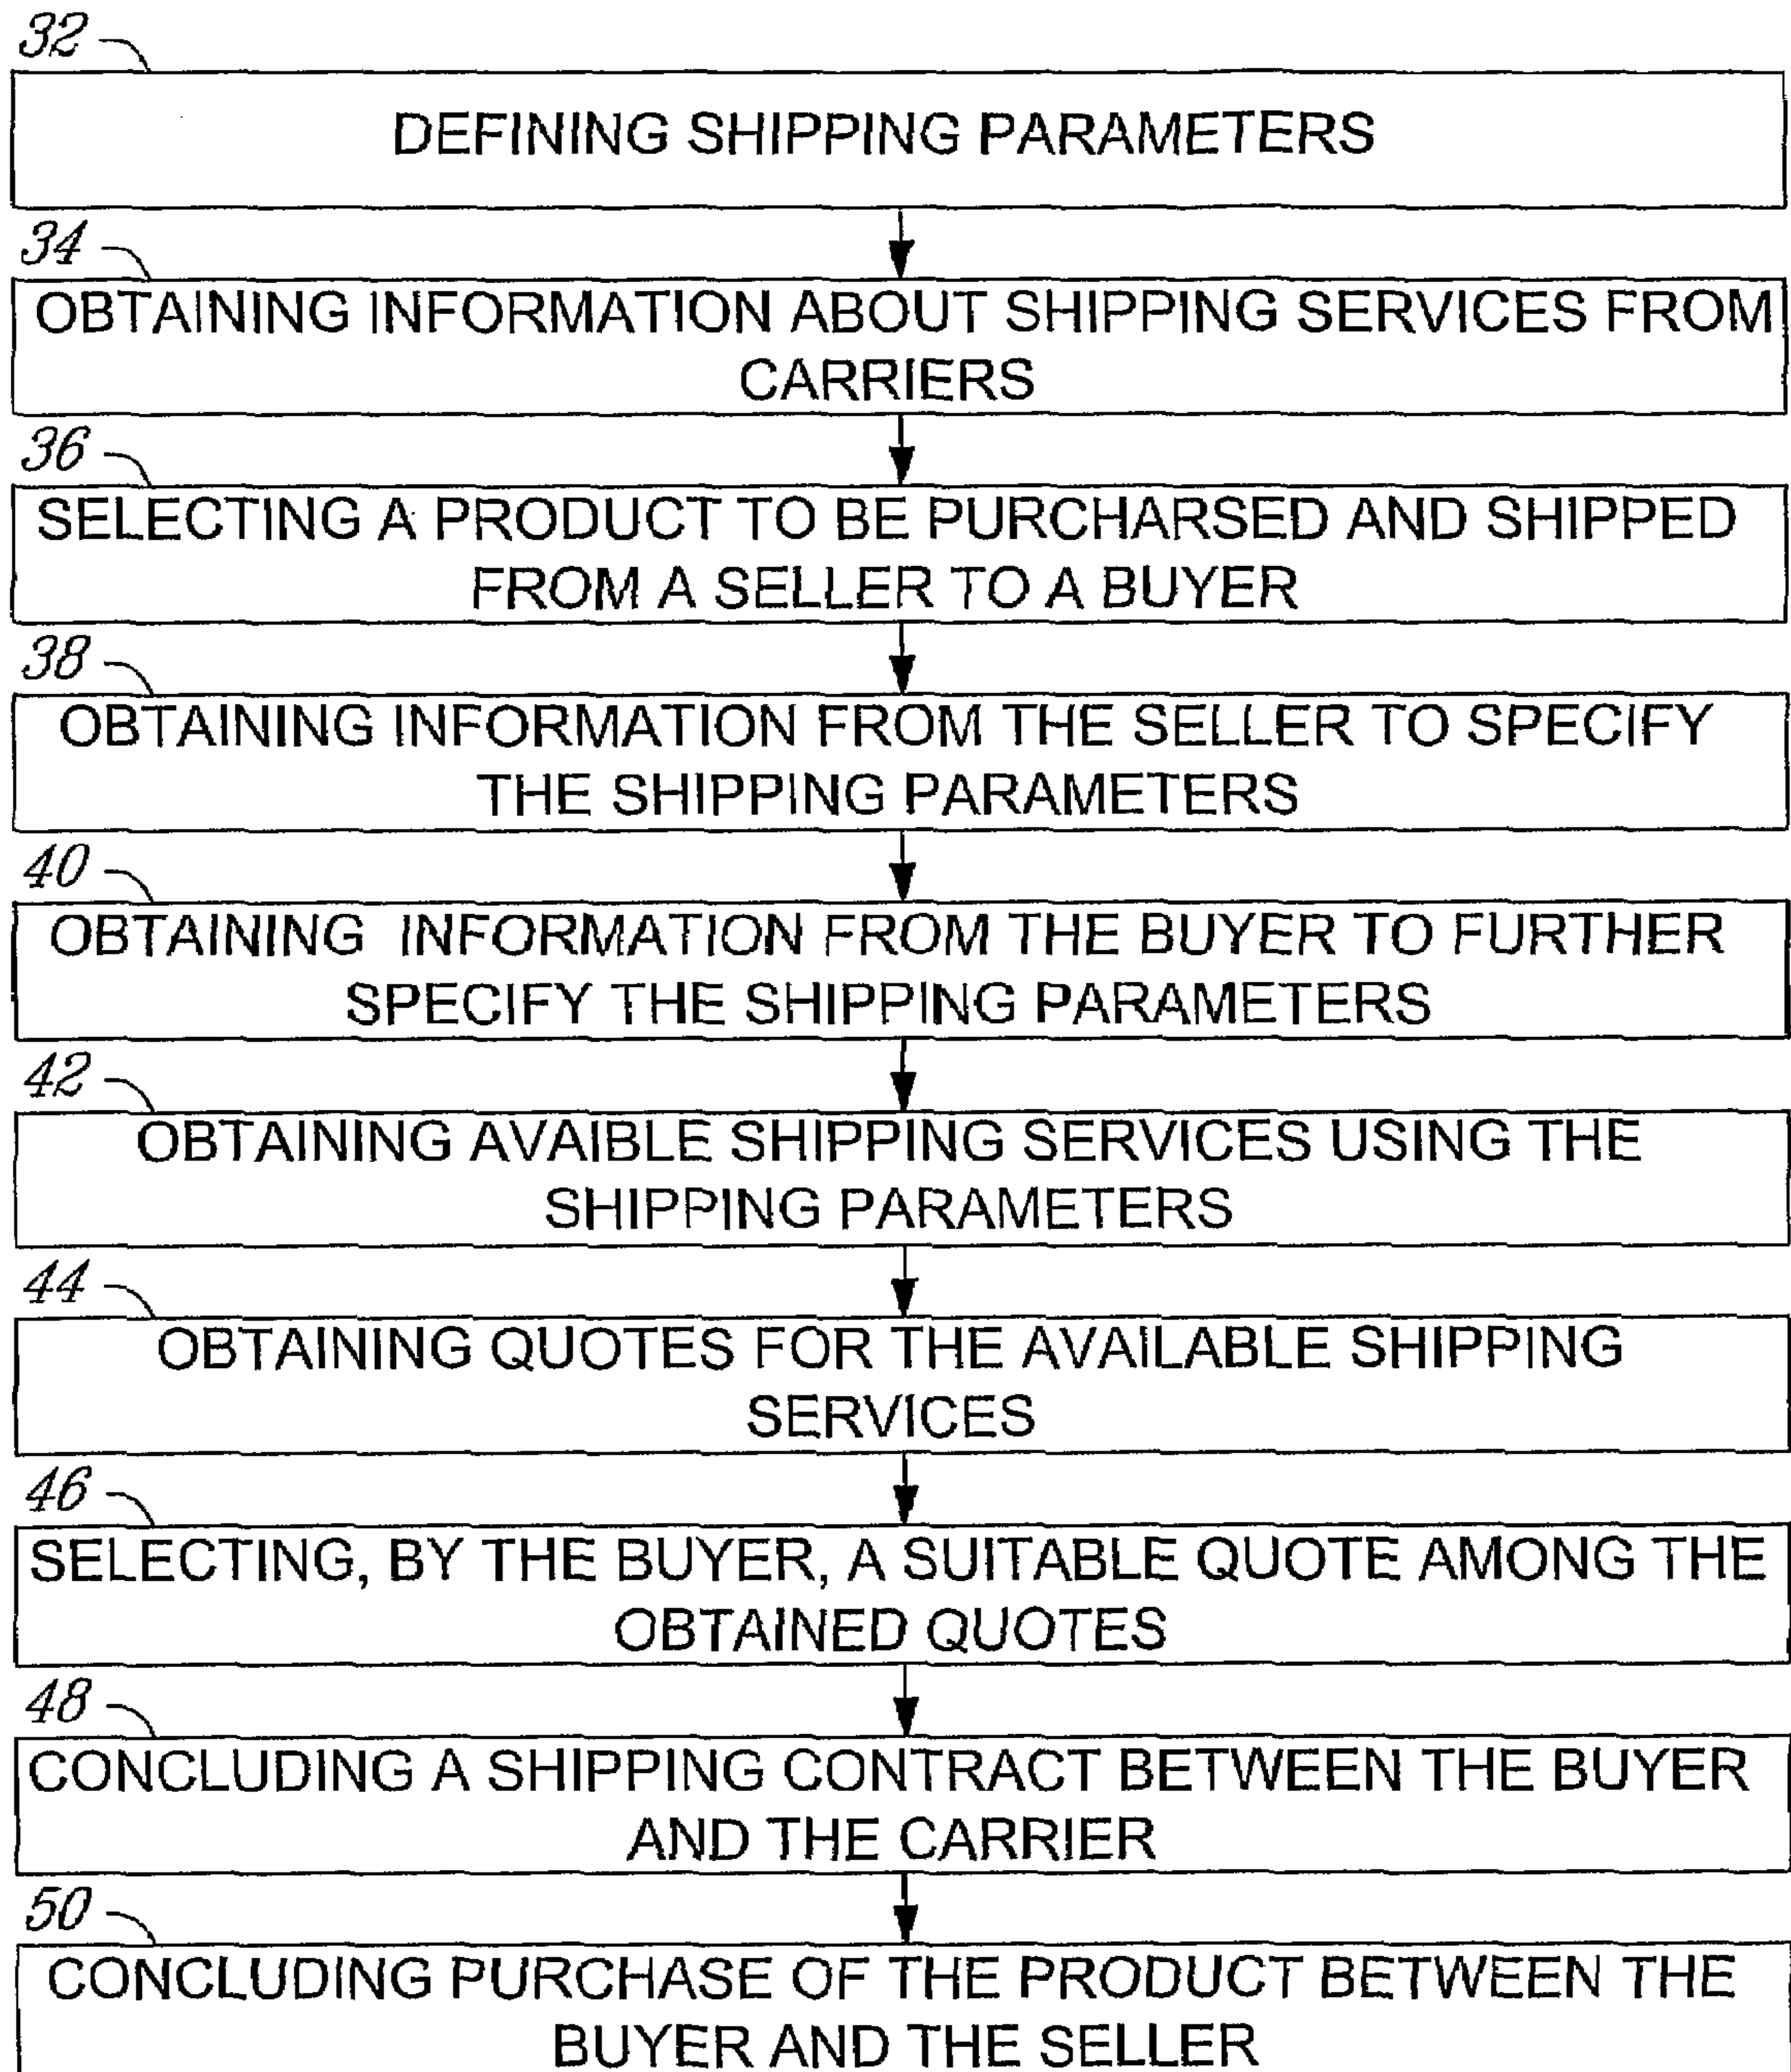 32
DEFINING SHIPPING PARAMETERS
34
OBTAINING INFORMATION ABOUT SHIPPING SERVICES FROM
CARRIERS
36
SELECTING A PRODUCT TO BE PURCHARSED AND SHIPPED
FROM A SELLER TO A BUYER
38
OBTAINING INFORMATION FROM THE SELLER TO SPECIFY
THE SHIPPING PARAMETERS
40
OBTAINING INFORMATION FROM THE BUYER TO FURTHER
SPECIFY THE SHIPPING PARAMETERS
42
OBTAINING AVAIBLE SHIPPING SERVICES USING THE
SHIPPING PARAMETERS
44
OBTAINING QUOTES FOR THE AVAILABLE SHIPPING
SERVICES
46
SELECTING, BY THE BUYER, A SUITABLE QUOTE AMONG THE
OBTAINED QUOTES
48
CONCLUDING A SHIPPING CONTRACT BETWEEN THE BUYER
AND THE CARRIER
50
CONCLUDING PURCHASE OF THE PRODUCT BETWEEN THE
BUYER AND THE SELLER